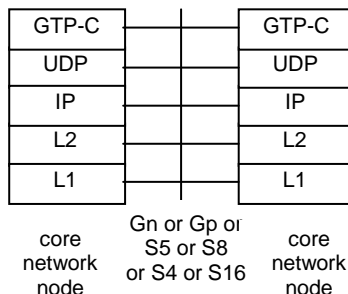 GTP-C GTP-C
UDP UDP
IP IP
L2 L2
L1 L1
Gn or Gp or
S5 or S8
or S4 or S16
core
network
node
core
network
node